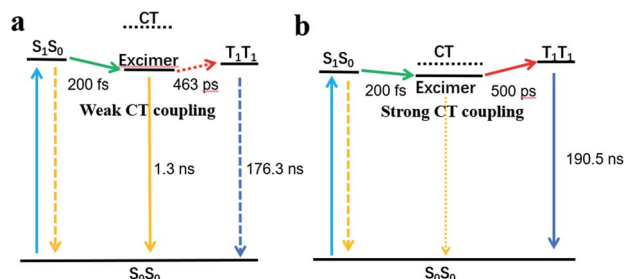 a
CT
S₁S₀
Excimer
T₁T₁
200 fs
463 ps
Weak CT coupling
1.3 ns
176.3 ns
S₀S₀
b
CT
S₁S₀
T₁T₁
200 fs
Excimer
500 ps
Strong CT coupling
190.5 ns
S₀S₀